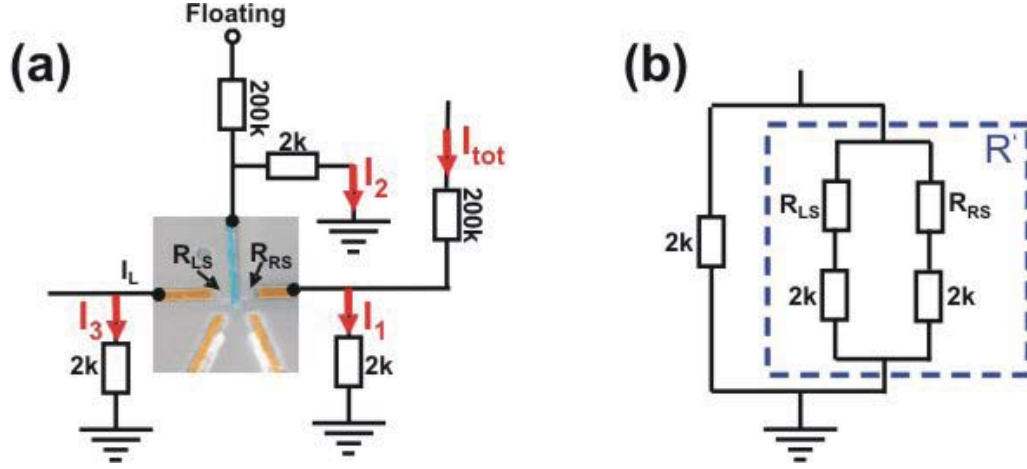 Floating
(a)
200k
2k
I2
Itot
200k
RLS
RRS
IL
I3
2k
I1
2k
(b)
R'
RLS
RRS
2k
2k
2k